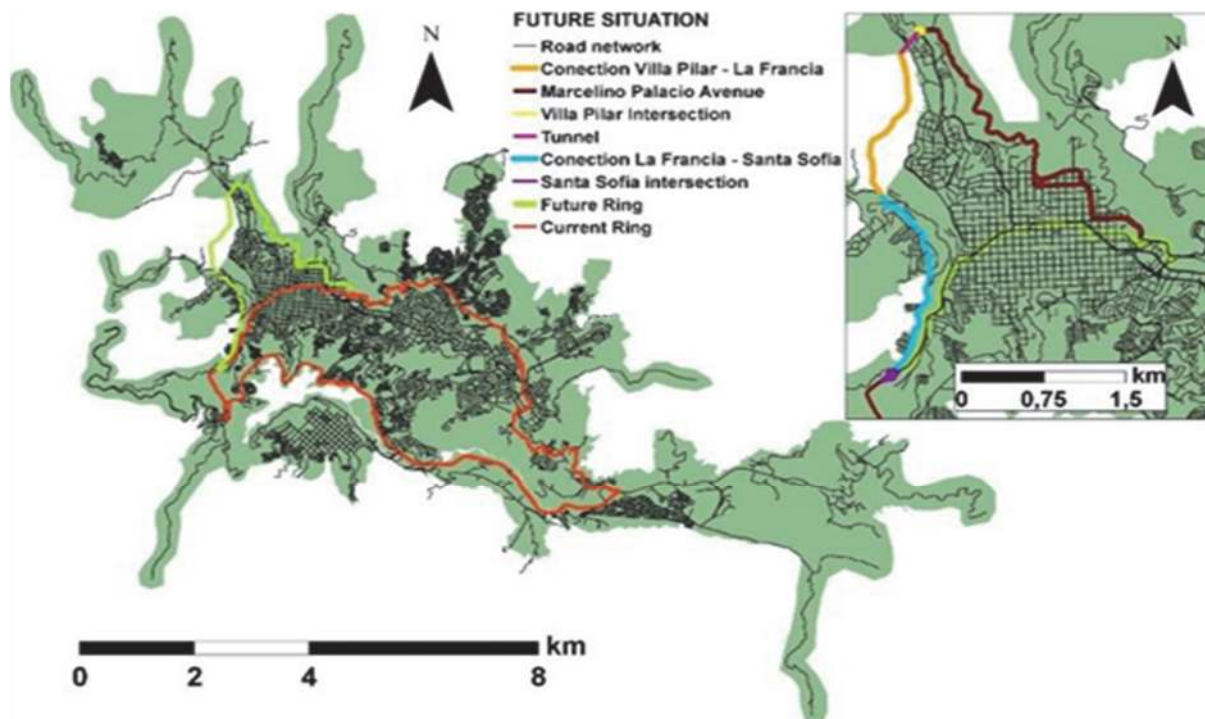 FUTURE SITUATION
N
Road network
Conection Villa Pilar - La Francia
Marcelino Palacio Avenue
Villa Pilar Intersection
Tunnel
Conection La Francia - Santa Sofia
Santa Sofia intersection
Future Ring
Current Ring
N
km
0 0,75 1,5
km
0 2 4 8